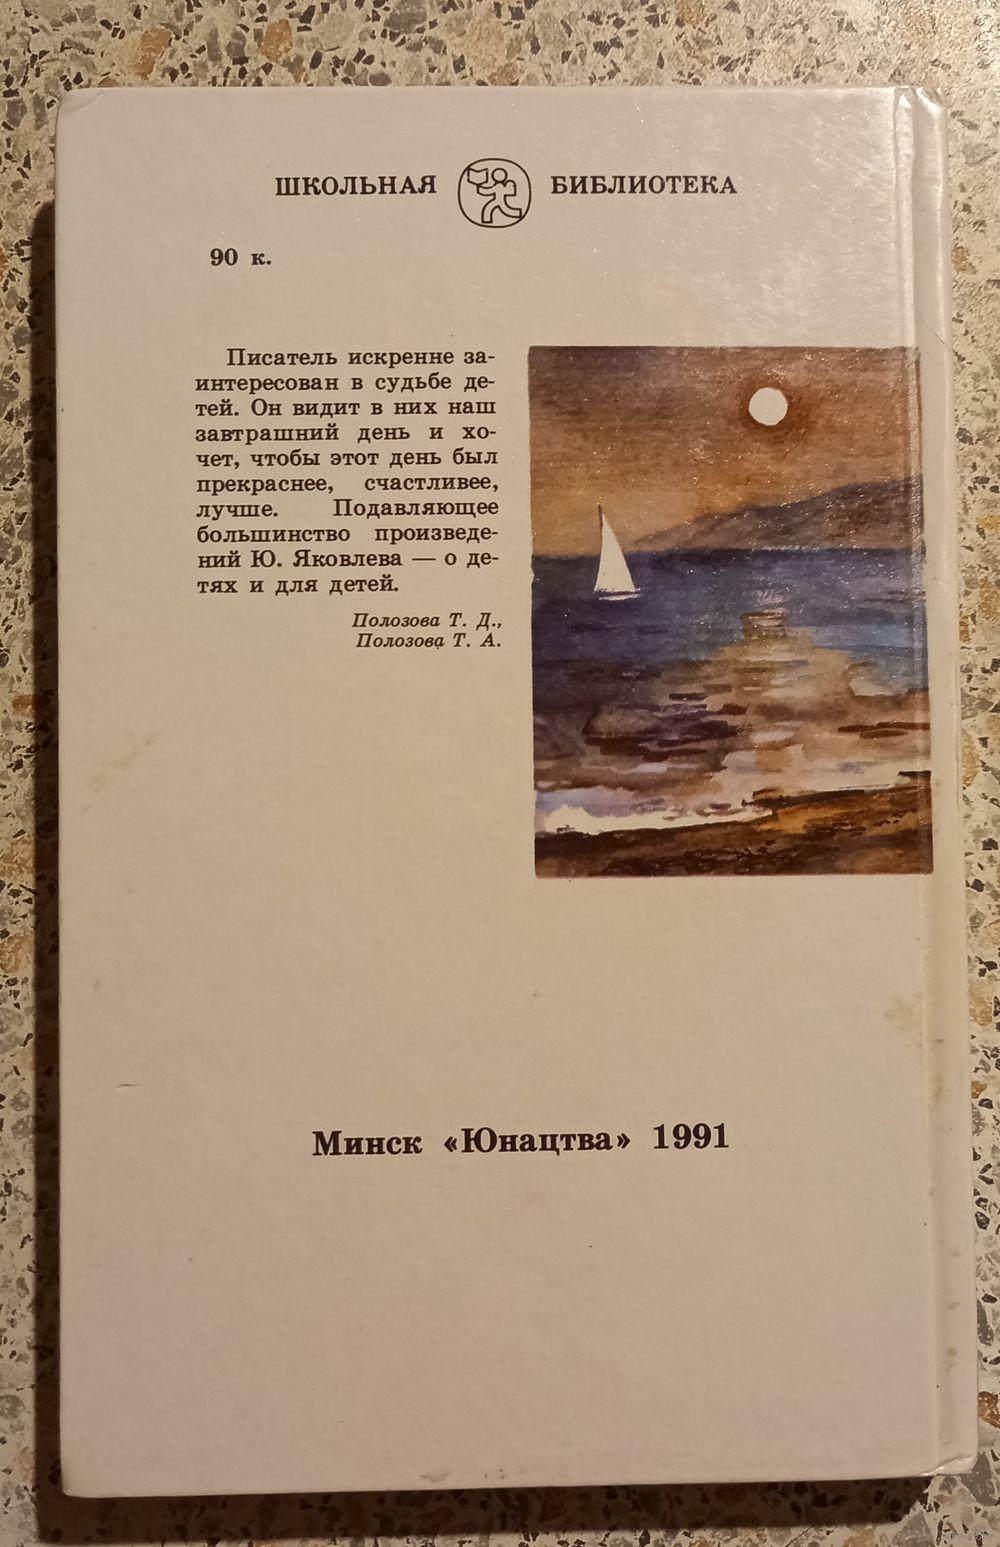 ШКОЛЬНАЯ БИБЛИОТЕКА
90 к.
Писатель искренне за-
интересован в судьбе де-
тей. Он видит в них наш
завтрашний день и хо-
чет, чтобы этот день был
прекраснее, счастливее,
лучше. Подавляющее
большинство произведе-
ний Ю. Яковлева — о де-
тях и для детей.
Полозова Т. Д.,
Полозова Т. А.
Минск «Юнацтва» 1991